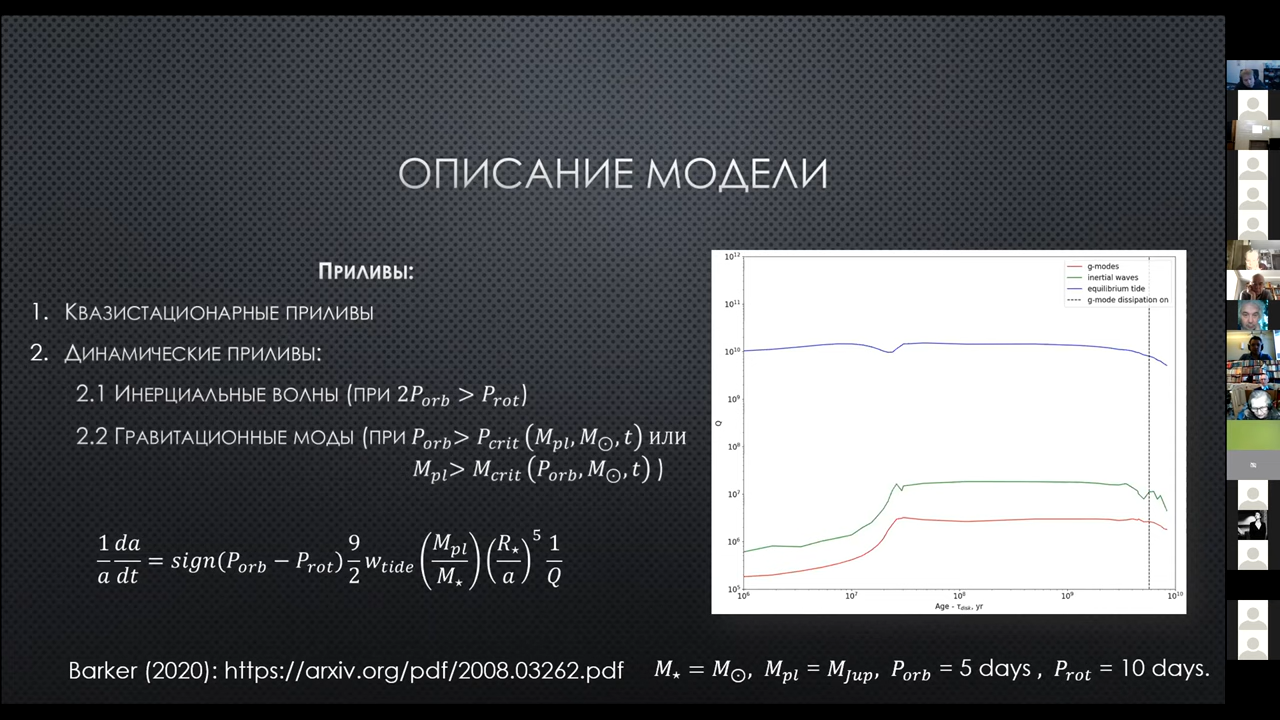 ОПИСАНИЕ МОДЕЛИ
ПРИЛИВЫ:
1. КВАЗИСТАЦИОНАРНЫЕ ПРИЛИВЫ
2. ДИНАМИЧЕСКИЕ ПРИЛИВЫ:
2.1 ИНЕРЦИАЛЬНЫЕ ВОЛНЫ (ПРИ 2P_orb > P_rot)
2.2 ГРАВИТАЦИОННЫЕ МОДЫ (ПРИ P_orb > P_crit (M_pl, M_⊙, t) или
M_pl > M_crit (P_orb, M_⊙, t) )
1/a da/dt = sign(P_orb − P_rot) 9/2 w_tide (M_pl/M_⋆) (R_⋆/a)^5 1/Q
Barker (2020): https://arxiv.org/pdf/2008.03262.pdf
g-modes
inertial waves
equilibrium tide
g-mode dissipation on
10^12
10^11
10^10
10^9
10^8
10^7
10^6
10^5
Q
10^6 10^7 10^8 10^9 10^10
Age - τ_disk, yr
M_⋆ = M_⊙, M_pl = M_Jup, P_orb = 5 days , P_rot = 10 days.